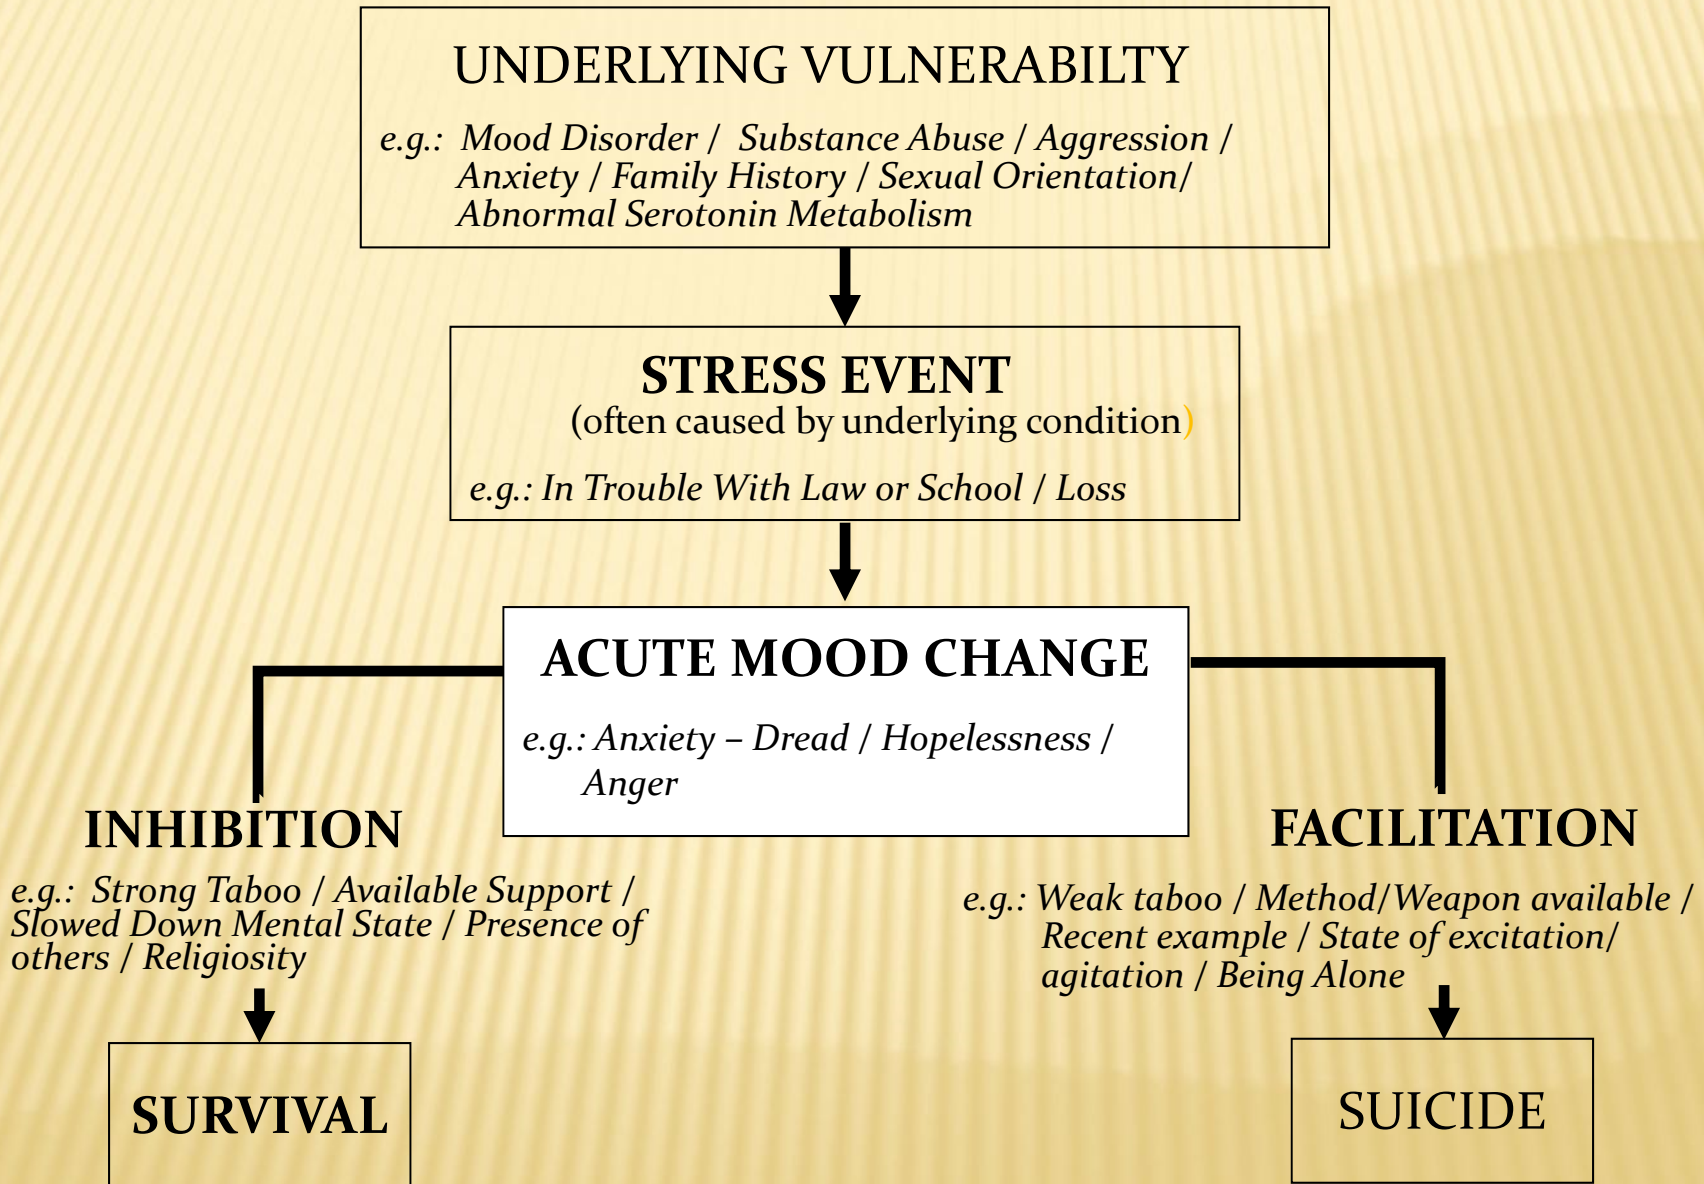 UNDERLYING VULNERABILTY
e.g.: Mood Disorder / Substance Abuse / Aggression /
Anxiety / Family History / Sexual Orientation/
Abnormal Serotonin Metabolism
STRESS EVENT
(often caused by underlying condition)
e.g.: In Trouble With Law or School / Loss
ACUTE MOOD CHANGE
e.g.: Anxiety – Dread / Hopelessness /
Anger
INHIBITION
e.g.: Strong Taboo / Available Support /
Slowed Down Mental State / Presence of
others / Religiosity
SURVIVAL
FACILITATION
e.g.: Weak taboo / Method/Weapon available /
Recent example / State of excitation/
agitation / Being Alone
SUICIDE